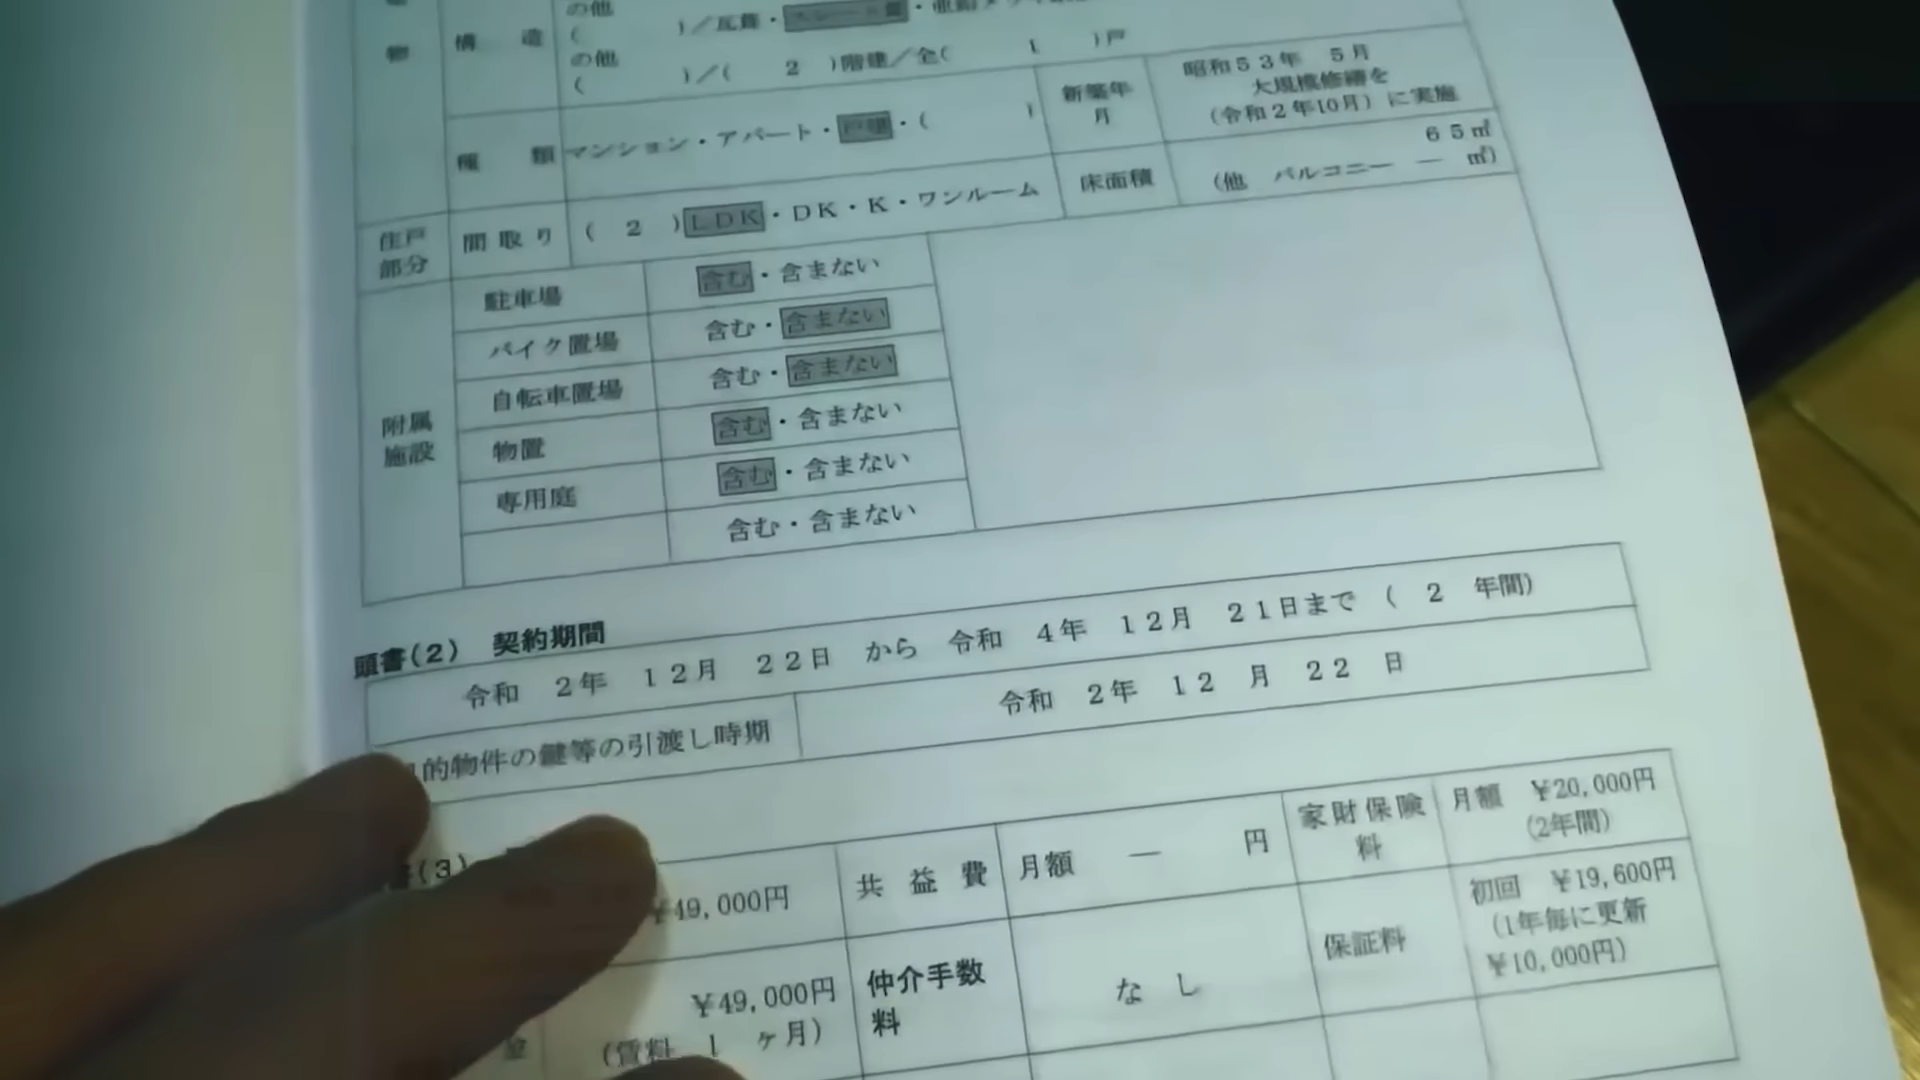 の他
(
)／瓦葺・スレート葺・亜鉛メッキ
物
構 造
の他
(
)／( 2 )階建／全( 1 )戸
種 類
マンション・アパート・戸建・( )
新築年
月
昭和５３年 ５月
大規模修繕を
(令和２年10月) に実施
住戸
部分
間 取 り
( 2 )ＬＤＫ・ＤＫ・Ｋ・ワンルーム
床面積
６５㎡
(他 バルコニー ― ㎡)
附属
施設
駐車場
含む・含まない
バイク置場
含む・含まない
自転車置場
含む・含まない
物置
含む・含まない
専用庭
含む・含まない
含む・含まない
頭書(2) 契約期間
令和 ２年 １２月 ２２日 から 令和 ４年 １２月 ２１日まで ( ２ 年間)
的物件の鍵等の引渡し時期
令和 ２年 １２ 月 ２２ 日
書(3)
¥49,000円
共 益 費
月額 ― 円
家財保険
料
月額 ¥20,000円
(2年間)
¥49,000円
(賃料 1 ヶ月)
仲介手数
料
な し
保証料
初回 ¥19,600円
(1年毎に更新
¥10,000円)